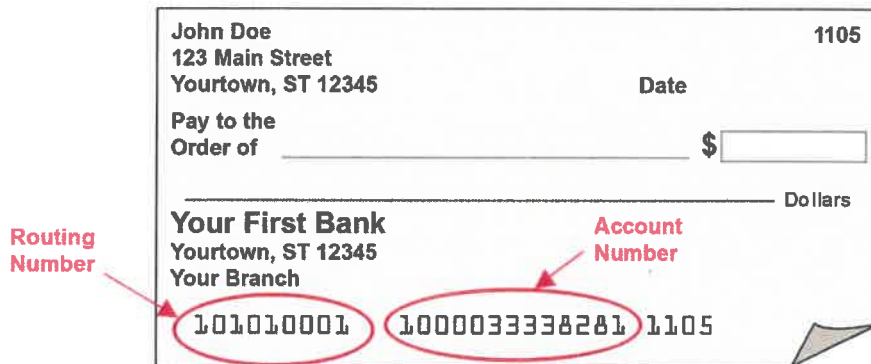 John Doe 1105
123 Main Street
Yourtown, ST 12345 Date
Pay to the
Order of $
Dollars
Your First Bank
Yourtown, ST 12345
Your Branch
Routing
Number
Account
Number
101010001 1000033338281 1105